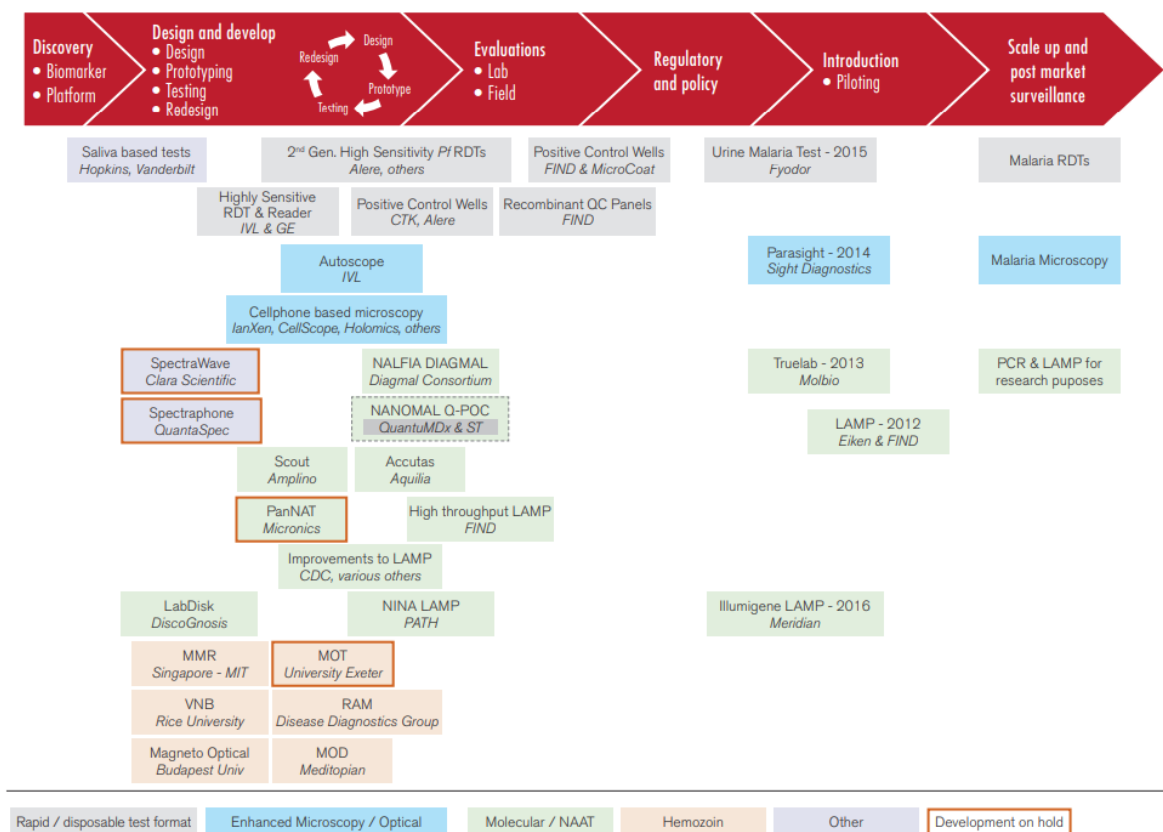 Discovery
• Biomarker
• Platform
Design and develop
• Design
• Prototyping
• Testing
• Redesign
Design
Prototype
Testing
Redesign
Evaluations
• Lab
• Field
Regulatory
and policy
Introduction
• Piloting
Scale up and
post market
surveillance
Saliva based tests
Hopkins, Vanderbilt
2nd Gen. High Sensitivity Pf RDTs
Alere, others
Positive Control Wells
FIND & MicroCoat
Urine Malaria Test - 2015
Fyodor
Malaria RDTs
Highly Sensitive
RDT & Reader
IVL & GE
Positive Control Wells
CTK, Alere
Recombinant QC Panels
FIND
Autoscope
IVL
Parasight - 2014
Sight Diagnostics
Malaria Microscopy
Cellphone based microscopy
IanXen, CellScope, Holomics, others
SpectraWave
Clara Scientific
NALFIA DIAGMAL
Diagmal Consortium
Truelab - 2013
Molbio
PCR & LAMP for
research puposes
Spectraphone
QuantaSpec
NANOMAL Q-POC
QuantuMDx & ST
LAMP - 2012
Eiken & FIND
Scout
Amplino
Accutas
Aquilia
PanNAT
Micronics
High throughput LAMP
FIND
Improvements to LAMP
CDC, various others
LabDisk
DiscoGnosis
NINA LAMP
PATH
Illumigene LAMP - 2016
Meridian
MMR
Singapore - MIT
MOT
University Exeter
VNB
Rice University
RAM
Disease Diagnostics Group
Magneto Optical
Budapest Univ
MOD
Meditopian
Rapid / disposable test format
Enhanced Microscopy / Optical
Molecular / NAAT
Hemozoin
Other
Development on hold